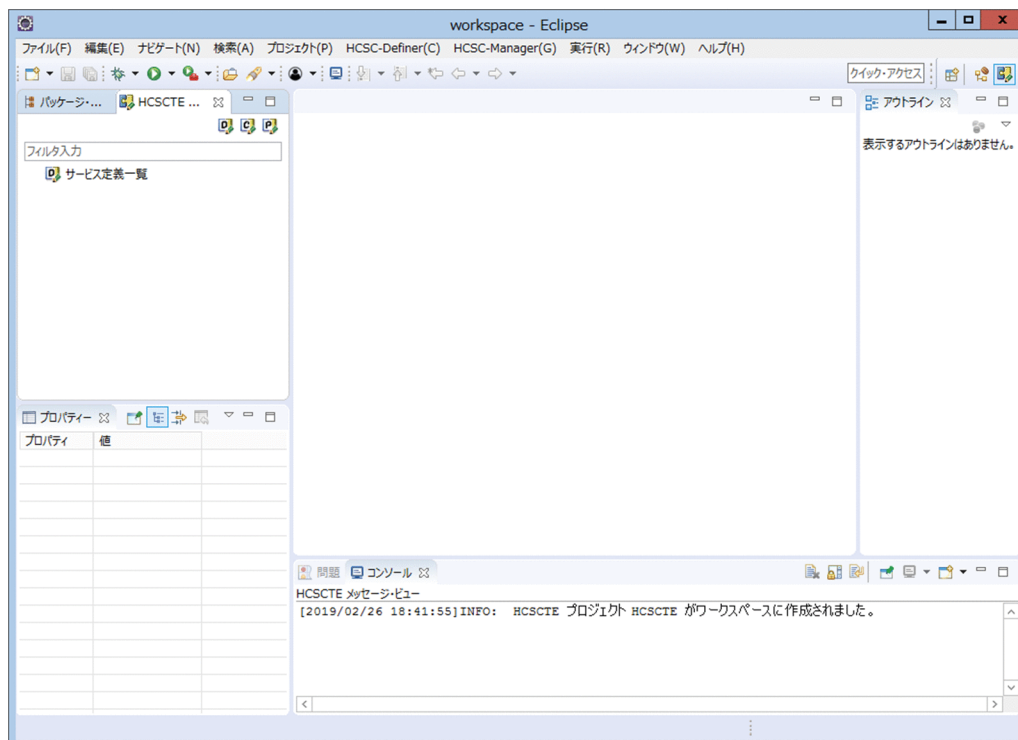 workspace - Eclipse
ファイル(F) 編集(E) ナビゲート(N) 検索(A) プロジェクト(P) HCSC-Definer(C) HCSC-Manager(G) 実行(R) ウィンドウ(W) ヘルプ(H)
クイック・アクセス
パッケージ・... HCSCTE ...
D C P
フィルタ入力
D サービス定義一覧
アウトライン
表示するアウトラインはありません。
プロパティー
プロパティ 値
問題 コンソール
HCSCTE メッセージ・ビュー
[2019/02/26 18:41:55]INFO: HCSCTE プロジェクト HCSCTE がワークスペースに作成されました。